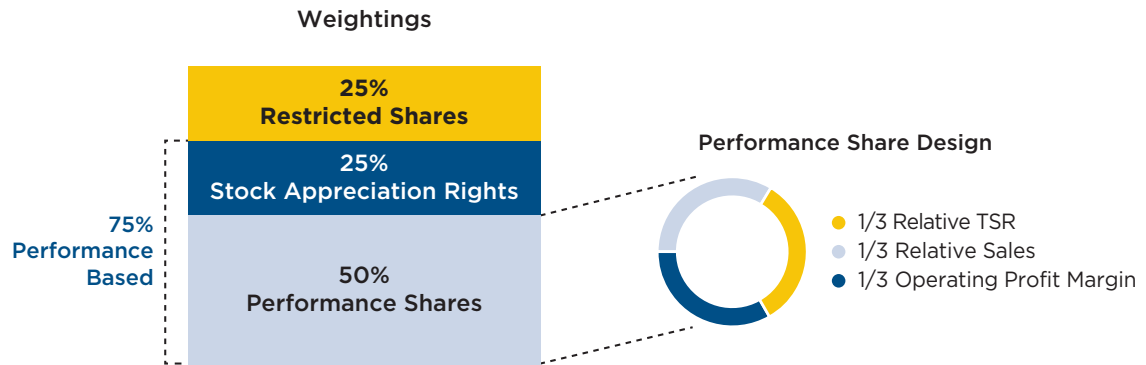 Weightings
25%
Restricted Shares
25%
Stock Appreciation Rights
50%
Performance Shares
75%
Performance
Based
Performance Share Design
1/3 Relative TSR
1/3 Relative Sales
1/3 Operating Profit Margin